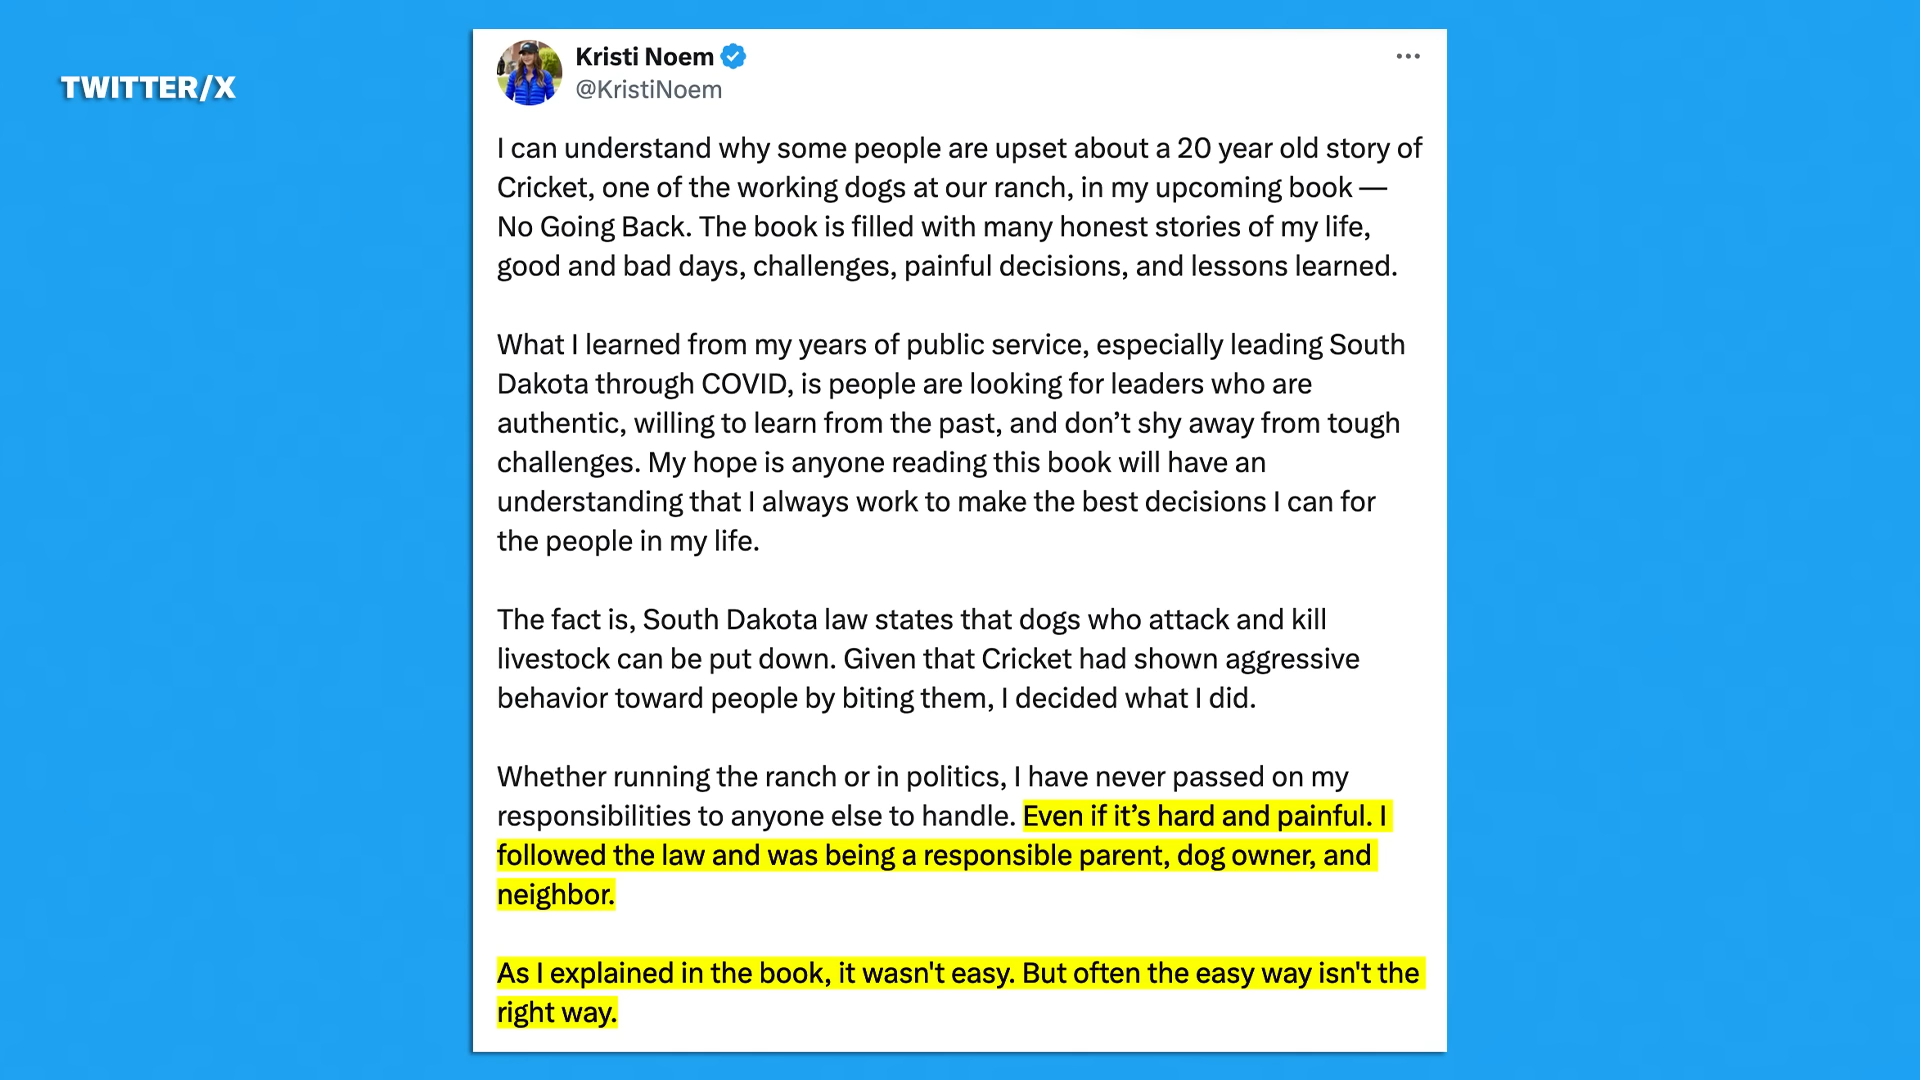 TWITTER/X
Kristi Noem
@KristiNoem
I can understand why some people are upset about a 20 year old story of
Cricket, one of the working dogs at our ranch, in my upcoming book —
No Going Back. The book is filled with many honest stories of my life,
good and bad days, challenges, painful decisions, and lessons learned.
What I learned from my years of public service, especially leading South
Dakota through COVID, is people are looking for leaders who are
authentic, willing to learn from the past, and don’t shy away from tough
challenges. My hope is anyone reading this book will have an
understanding that I always work to make the best decisions I can for
the people in my life.
The fact is, South Dakota law states that dogs who attack and kill
livestock can be put down. Given that Cricket had shown aggressive
behavior toward people by biting them, I decided what I did.
Whether running the ranch or in politics, I have never passed on my
responsibilities to anyone else to handle. Even if it’s hard and painful. I
followed the law and was being a responsible parent, dog owner, and
neighbor.
As I explained in the book, it wasn't easy. But often the easy way isn't the
right way.